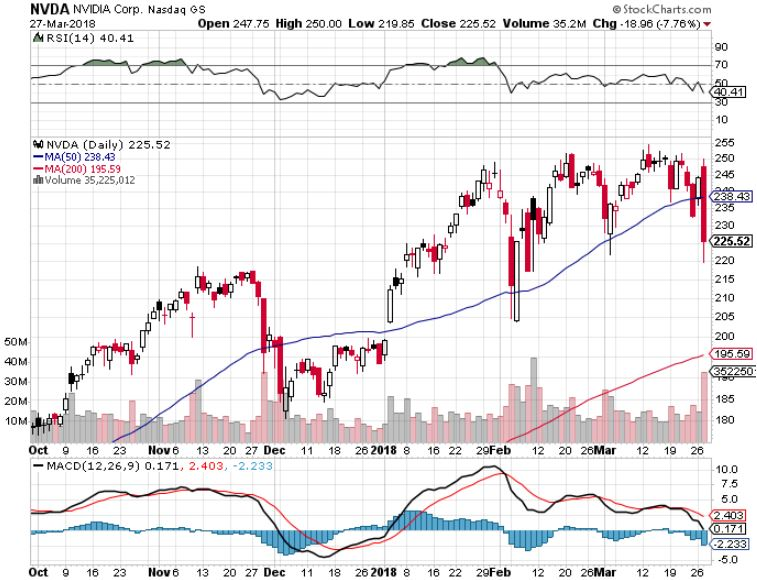 NVDA NVIDIA Corp. Nasdaq GS © StockCharts.com
27-Mar-2018 Open 247.75 High 250.00 Low 219.85 Close 225.52 Volume 35.2M Chg -18.96 (-7.76%)
RSI(14) 40.41
90
70
50
40.41
30
10
NVDA (Daily) 225.52
MA(50) 238.43
MA(200) 195.59
Volume 35,225,012
255
250
245
240
238.43
235
230
225.52
220
215
210
205
200
195.59
352250
190
185
180
50M
40M
30M
20M
10M
Oct 9 16 23 Nov 6 13 20 27 Dec 11 18 26 2018 8 16 22 29 Feb 12 20 26 Mar 12 19 26
MACD(12,26,9) 0.171, 2.403, -2.233
10.0
7.5
5.0
2.403
0.171
-2.233
-5.0
Oct 9 16 23 Nov 6 13 20 27 Dec 11 18 26 2018 8 16 22 29 Feb 12 20 26 Mar 12 19 26